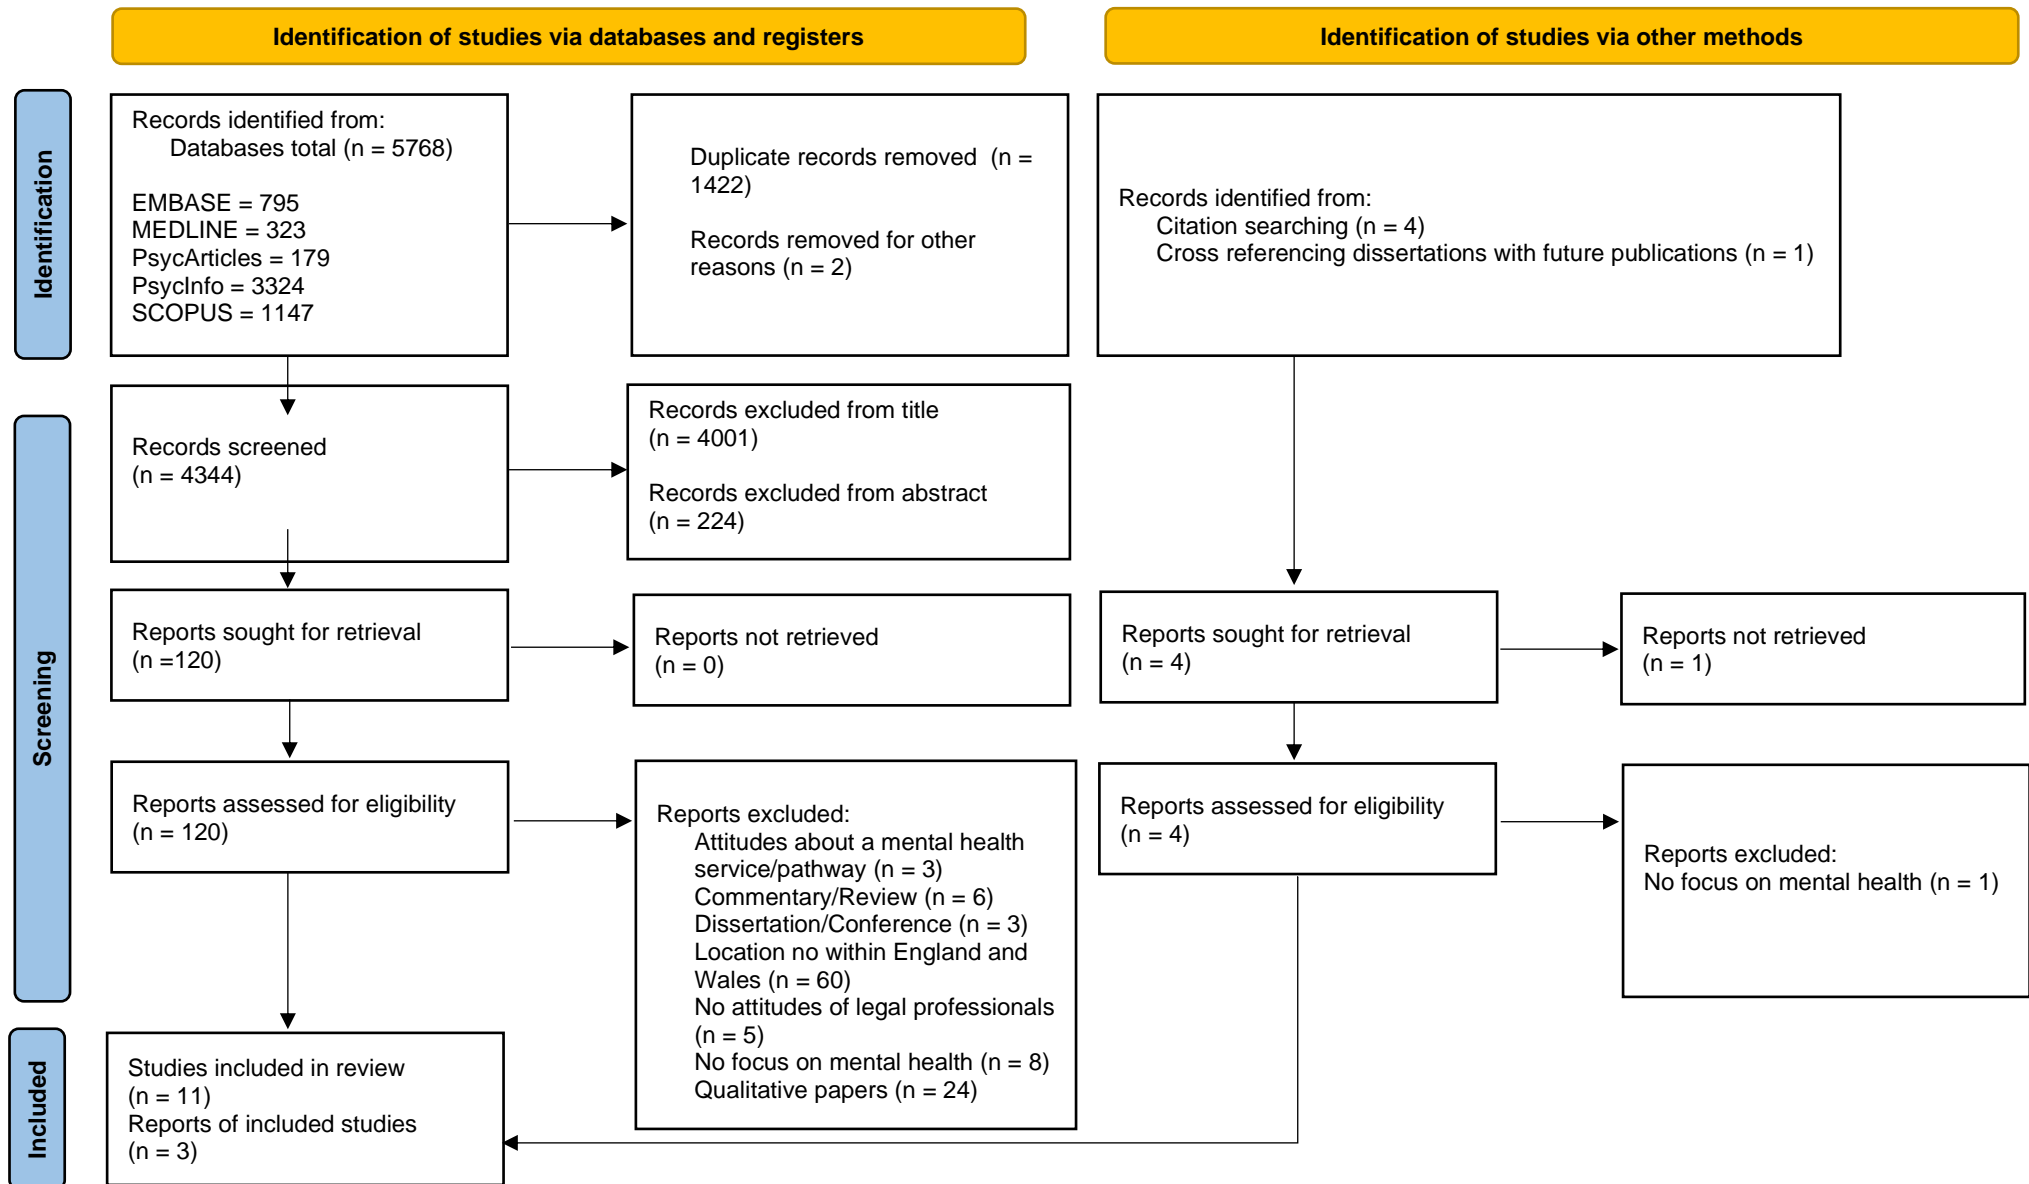 Identification of studies via databases and registers
Identification of studies via other methods
Identification
Records identified from:
Databases total (n = 5768)
EMBASE = 795
MEDLINE = 323
PsycArticles = 179
PsycInfo = 3324
SCOPUS = 1147
Duplicate records removed  (n =
1422)
Records removed for other
reasons (n = 2)
Records identified from:
Citation searching (n = 4)
Cross referencing dissertations with future publications (n = 1)
Screening
Records screened
(n = 4344)
Records excluded from title
(n = 4001)
Records excluded from abstract
(n = 224)
Reports sought for retrieval
(n =120)
Reports not retrieved
(n = 0)
Reports sought for retrieval
(n = 4)
Reports not retrieved
(n = 1)
Reports assessed for eligibility
(n = 120)
Reports excluded:
Attitudes about a mental health
service/pathway (n = 3)
Commentary/Review (n = 6)
Dissertation/Conference (n = 3)
Location no within England and
Wales (n = 60)
No attitudes of legal professionals
(n = 5)
No focus on mental health (n = 8)
Qualitative papers (n = 24)
Reports assessed for eligibility
(n = 4)
Reports excluded:
No focus on mental health (n = 1)
Included
Studies included in review
(n = 11)
Reports of included studies
(n = 3)